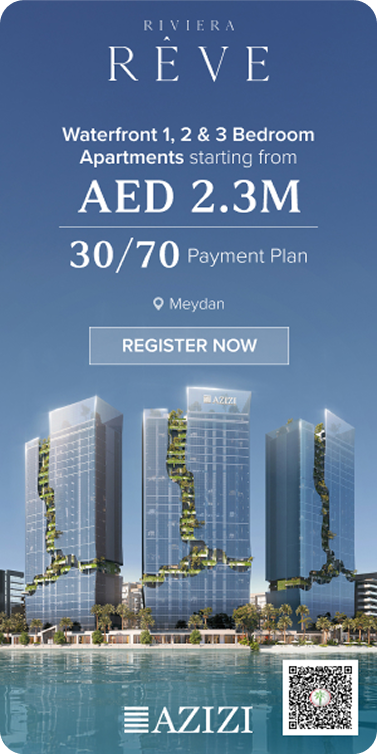 RIVIERA
RÊVE
Waterfront 1, 2 & 3 Bedroom
Apartments starting from
AED 2.3M
30/70 Payment Plan
Meydan
REGISTER NOW
AZIZI
AZIZI